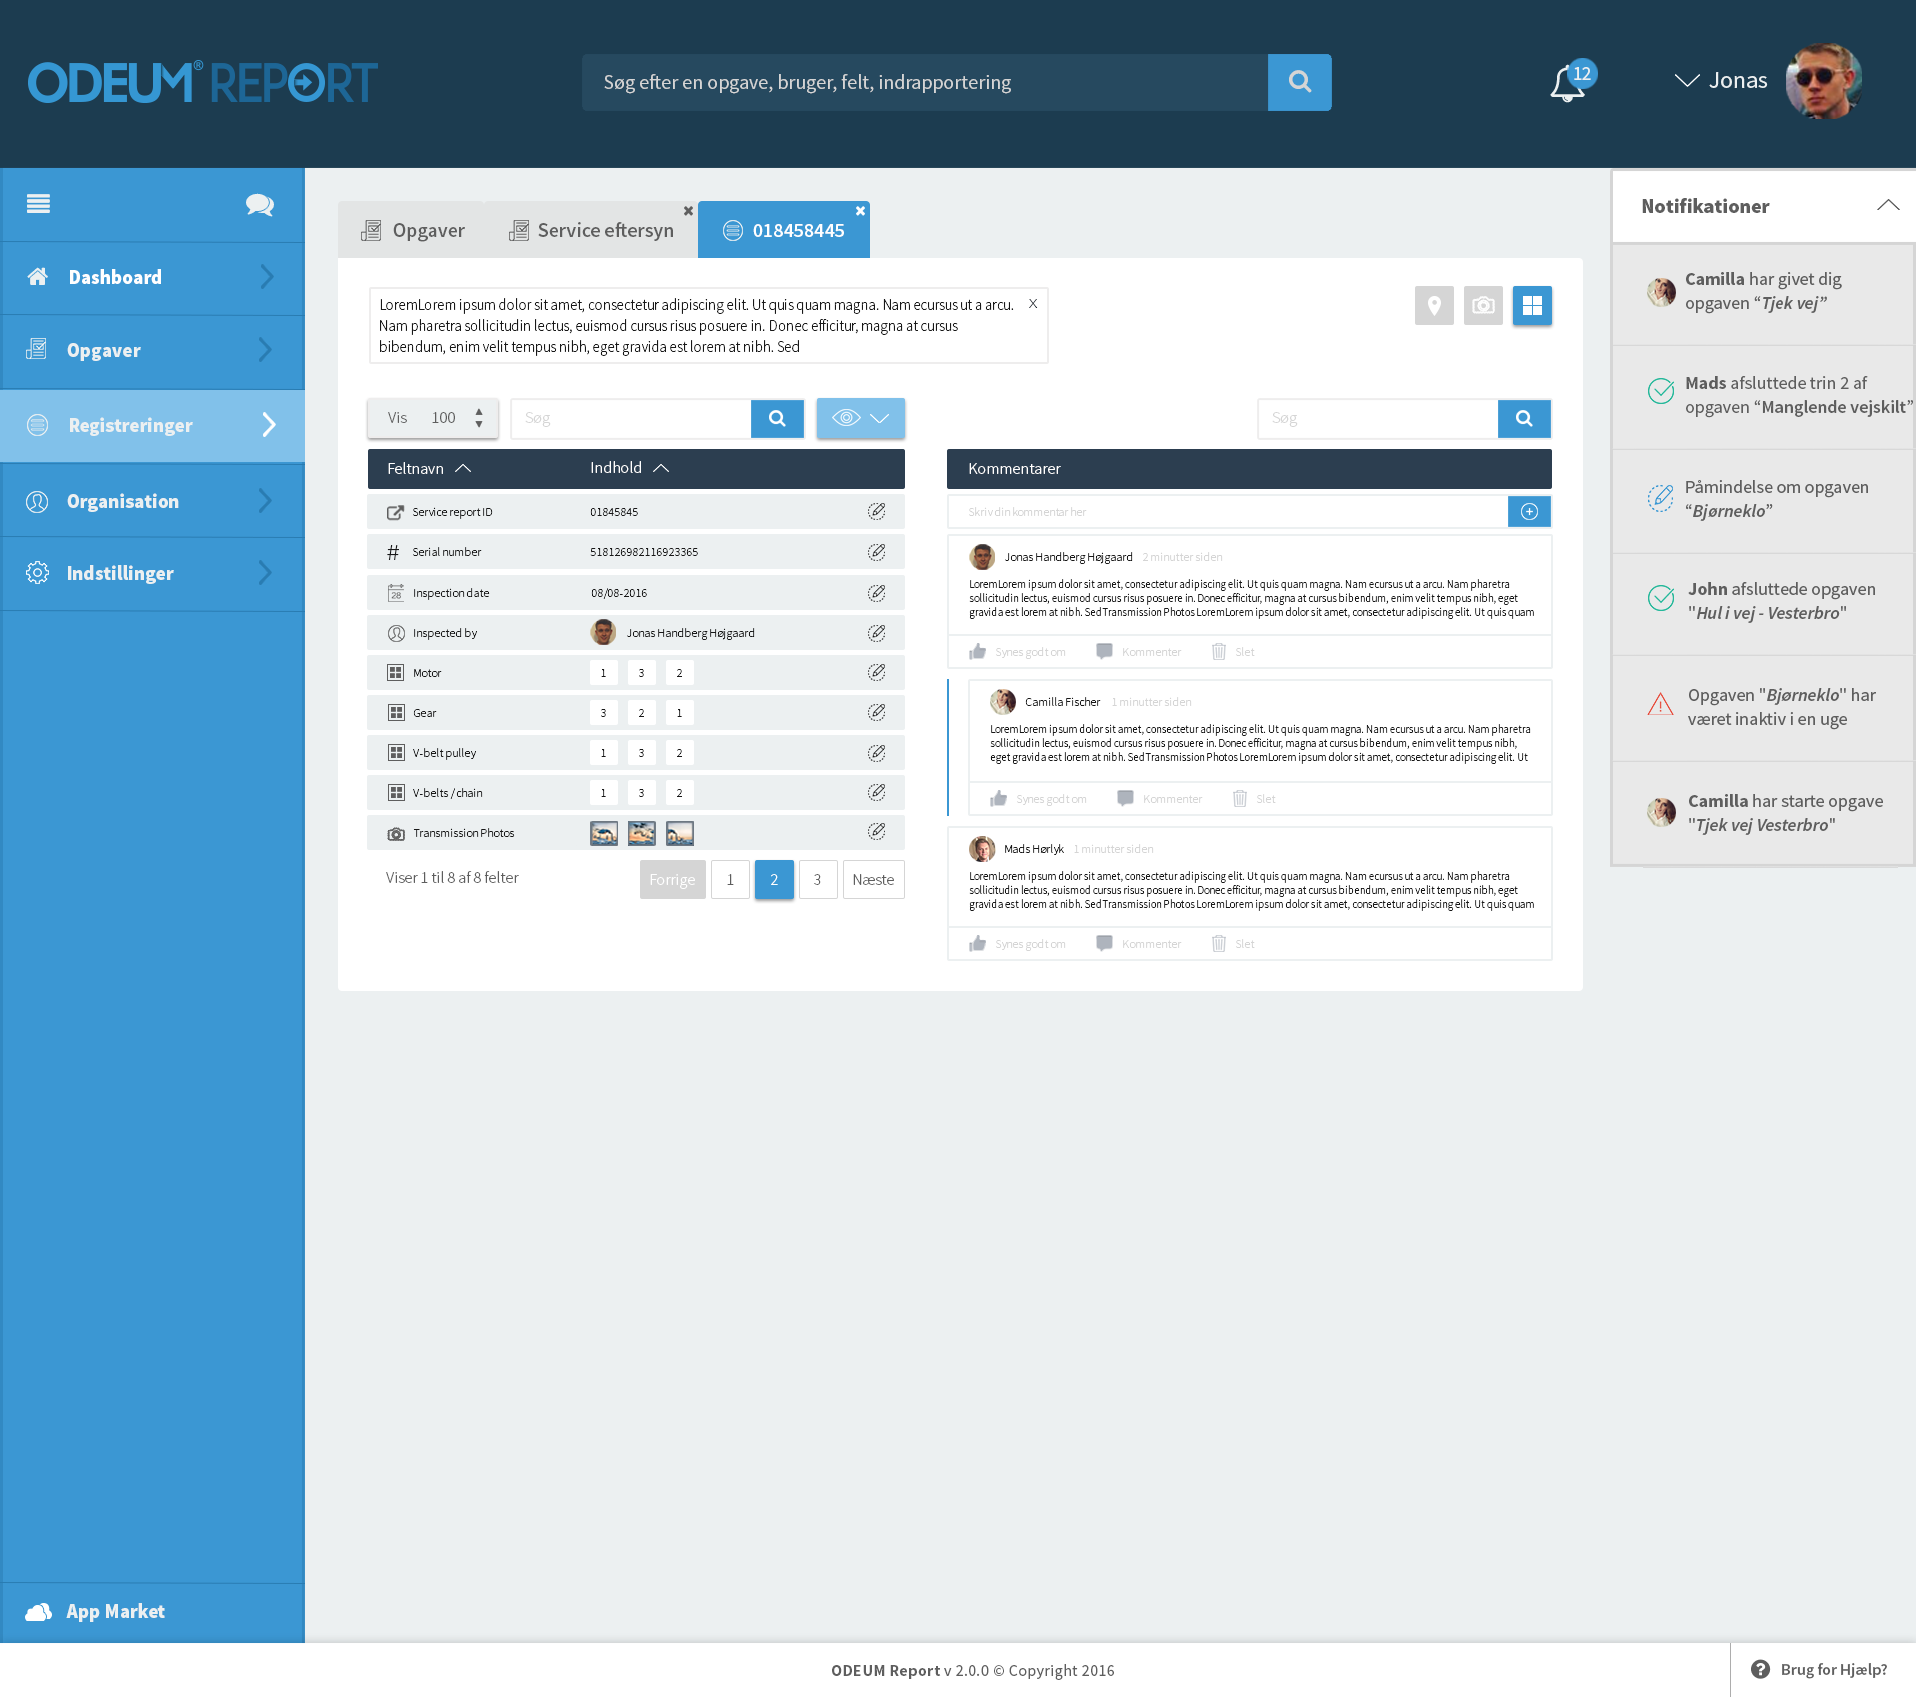 ODEUM® REPORT
Søg efter en opgave, bruger, felt, indrapportering
12
Jonas
Dashboard
Opgaver
Registreringer
Organisation
Indstillinger
App Market
Opgaver
Service eftersyn
018458445
LoremLorem ipsum dolor sit amet, consectetur adipiscing elit. Ut quis quam magna. Nam ecursus ut a arcu.
Nam pharetra sollicitudin lectus, euismod cursus risus posuere in. Donec efficitur, magna at cursus
bibendum, enim velit tempus nibh, eget gravida est lorem at nibh. Sed
X
Vis 100
Søg
Feltnavn Indhold
Service report ID 01845845
# Serial number 518126982116923365
28 Inspection date 08/08-2016
Inspected by Jonas Handberg Højgaard
Motor 1 3 2
Gear 3 2 1
V-belt pulley 1 3 2
V-belts / chain 1 3 2
Transmission Photos
Viser 1 til 8 af 8 felter
Forrige 1 2 3 Næste
Søg
Kommentarer
Skriv din kommentar her
Jonas Handberg Højgaard 2 minutter siden
LoremLorem ipsum dolor sit amet, consectetur adipiscing elit. Ut quis quam magna. Nam ecursus ut a arcu. Nam pharetra
sollicitudin lectus, euismod cursus risus posuere in. Donec efficitur, magna at cursus bibendum, enim velit tempus nibh, eget
gravida est lorem at nibh. SedTransmission Photos LoremLorem ipsum dolor sit amet, consectetur adipiscing elit. Ut quis quam
Synes godt om Kommenter Slet
Camilla Fischer 1 minutter siden
LoremLorem ipsum dolor sit amet, consectetur adipiscing elit. Ut quis quam magna. Nam ecursus ut a arcu. Nam pharetra
sollicitudin lectus, euismod cursus risus posuere in. Donec efficitur, magna at cursus bibendum, enim velit tempus nibh,
eget gravida est lorem at nibh. SedTransmission Photos LoremLorem ipsum dolor sit amet, consectetur adipiscing elit. Ut
Synes godt om Kommenter Slet
Mads Hørlyk 1 minutter siden
LoremLorem ipsum dolor sit amet, consectetur adipiscing elit. Ut quis quam magna. Nam ecursus ut a arcu. Nam pharetra
sollicitudin lectus, euismod cursus risus posuere in. Donec efficitur, magna at cursus bibendum, enim velit tempus nibh, eget
gravida est lorem at nibh. SedTransmission Photos LoremLorem ipsum dolor sit amet, consectetur adipiscing elit. Ut quis quam
Synes godt om Kommenter Slet
Notifikationer
Camilla har givet dig
opgaven “Tjek vej”
Mads afsluttede trin 2 af
opgaven “Manglende vejskilt”
Påmindelse om opgaven
“Bjørneklo”
John afsluttede opgaven
"Hul i vej - Vesterbro"
Opgaven "Bjørneklo" har
været inaktiv i en uge
Camilla har starte opgave
"Tjek vej Vesterbro"
ODEUM Report v 2.0.0 © Copyright 2016
Brug for Hjælp?